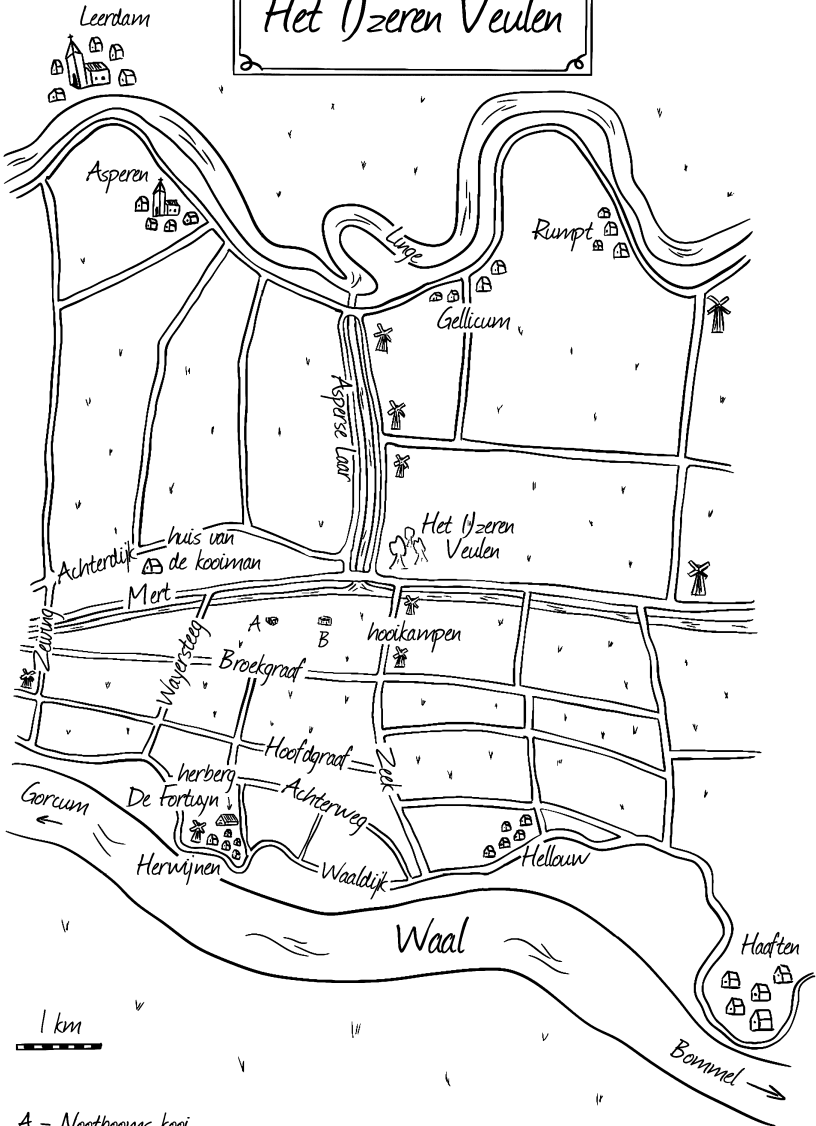 Leerdam
Het IJzeren Veulen
Asperen
Linge
Rumpt
Gellicum
Asperse Laar
Het IJzeren
Veulen
huis van
de kooiman
Achterdijk
Mert
Zeiving
Wayersteeg
A
B
hooikampen
Broekgraaf
Hoofdgraaf
Zeek
herberg
De Fortuyn ↓
Achterweg
Gorcum
←
Herwijnen
Waaldijk
Hellouw
Waal
Haaften
1 km
Bommel →
A - Nootbooms kooi